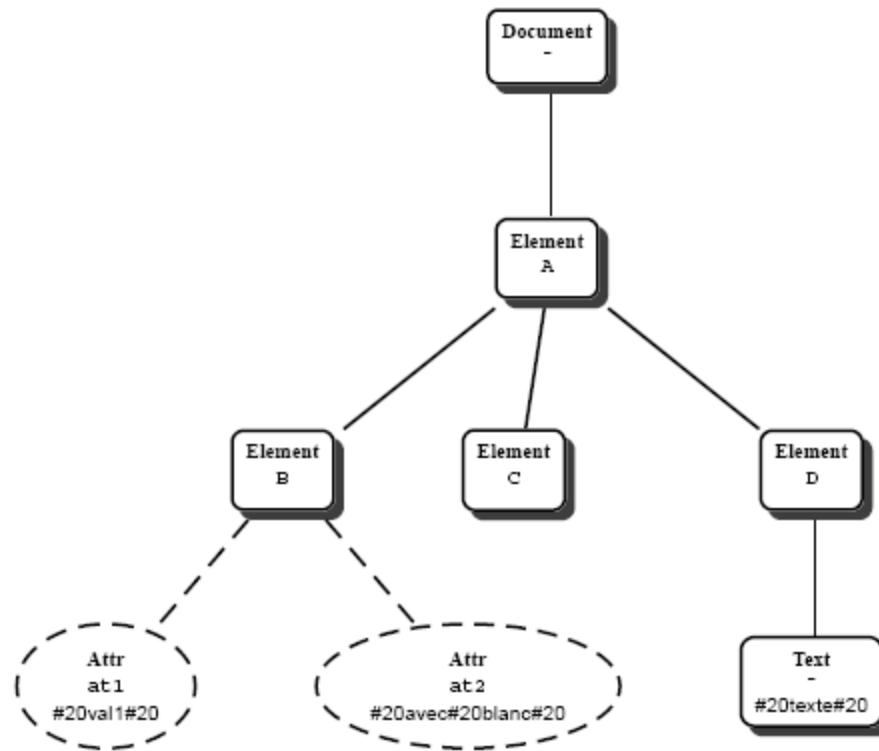 Document
-
Element
A
Element
B
Element
C
Element
D
Attr
at1
#20val1#20
Attr
at2
#20avec#20blanc#20
Text
-
#20texte#20